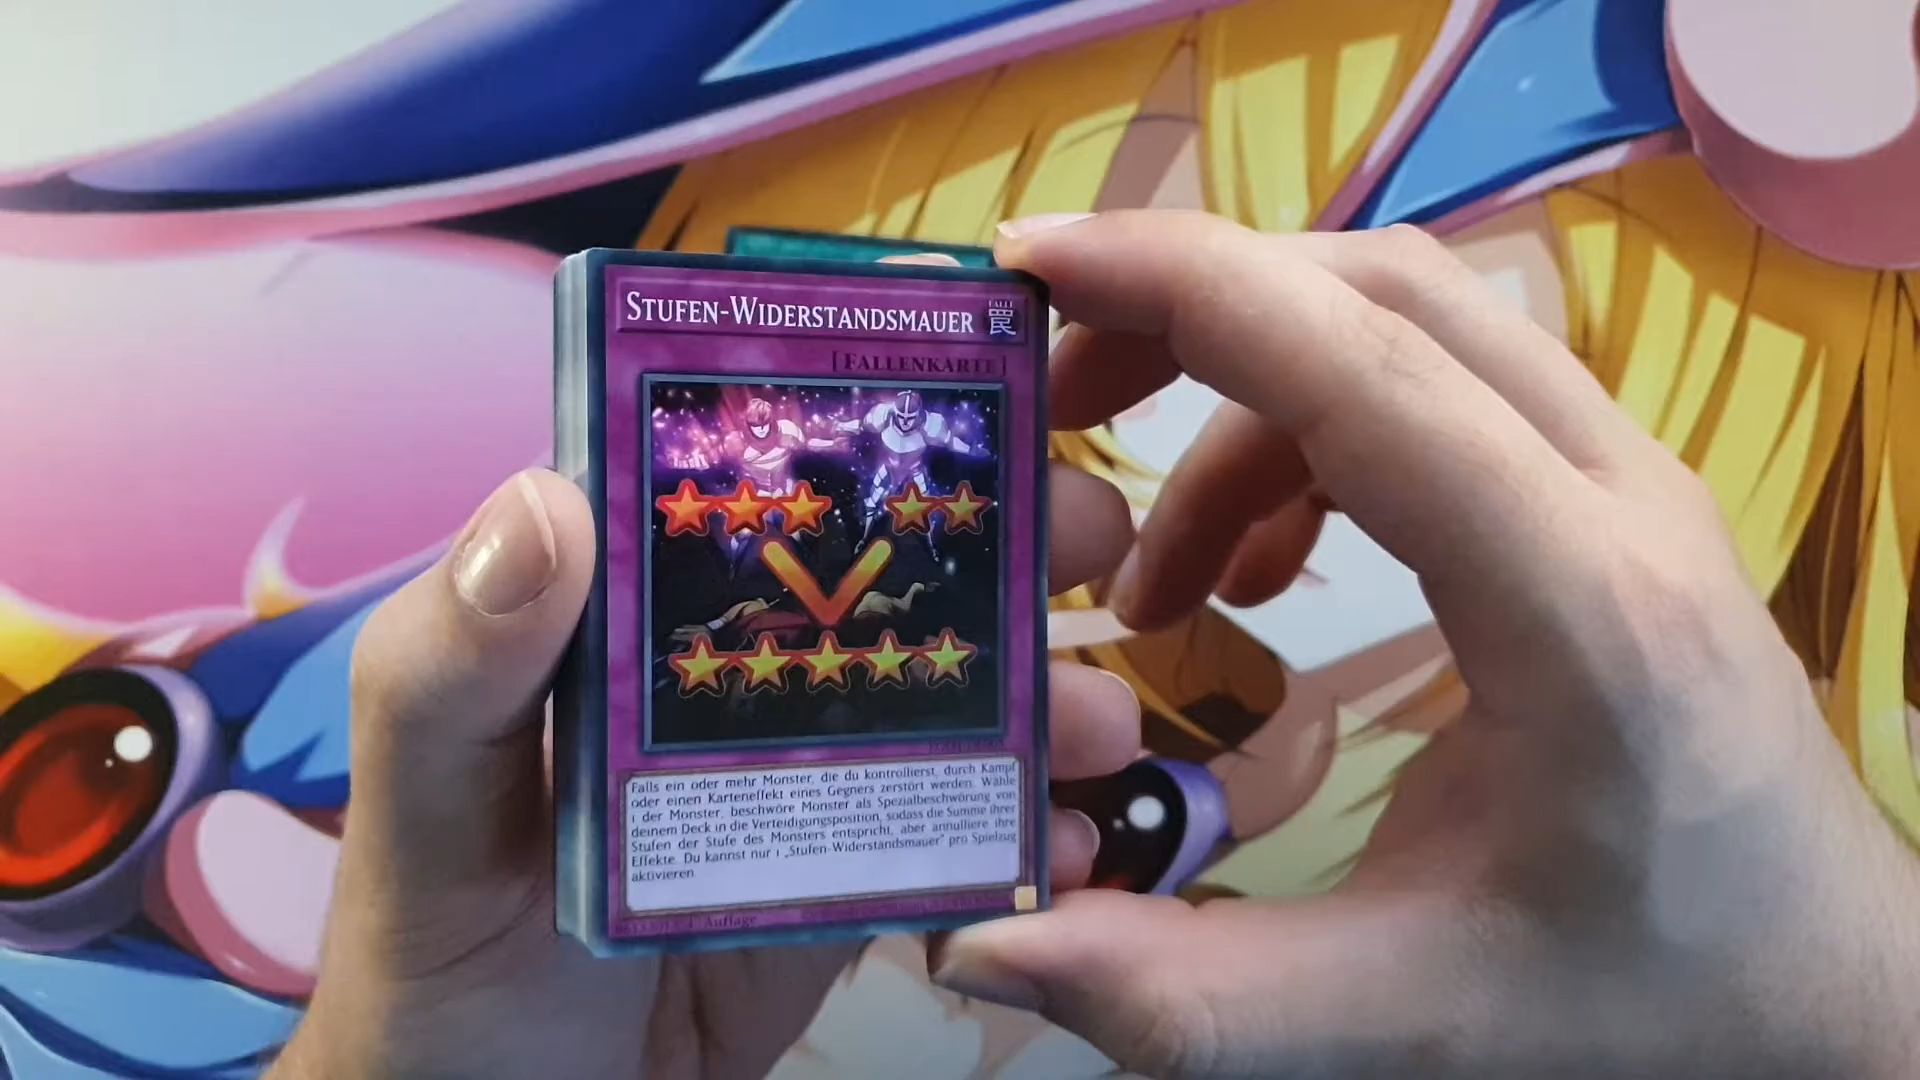 STUFEN-WIDERSTANDSMAUER
FALLE
罠
[FALLENKARTE]
Falls ein oder mehr Monster, die du kontrollierst, durch Kampf
oder einen Karteneffekt eines Gegners zerstört werden: Wähle
1 der Monster, beschwöre Monster als Spezialbeschwörung von
deinem Deck in die Verteidigungsposition, sodass die Summe ihrer
Stufen der Stufe des Monsters entspricht, aber annulliere ihre
Effekte. Du kannst nur 1 „Stufen-Widerstandsmauer" pro Spielzug
aktivieren.
1. Auflage